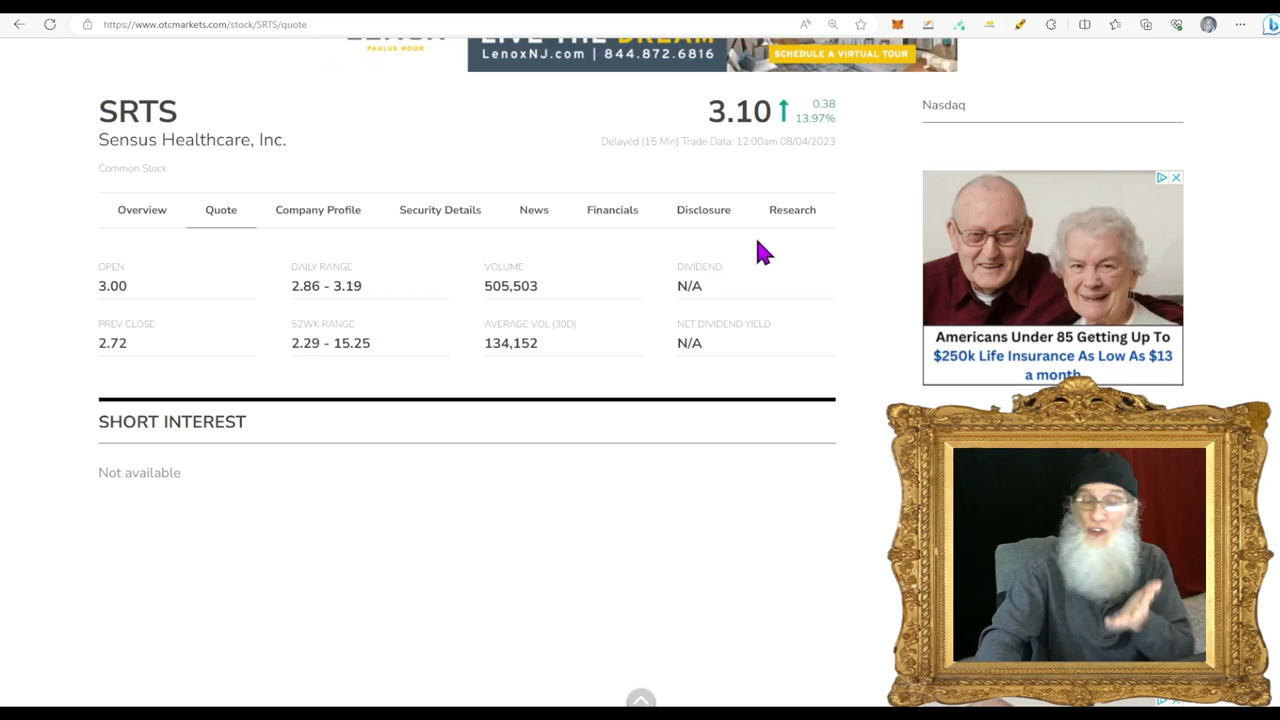 https://www.otcmarkets.com/stock/SRTS/quote
PAULUS HOOK
LIVE THE DREAM
LenoxNJ.com | 844.872.6816
SCHEDULE A VIRTUAL TOUR
SRTS
3.10
0.38
13.97%
Sensus Healthcare, Inc.
Delayed (15 Min) Trade Data: 12:00am 08/04/2023
Common Stock
Nasdaq
Overview
Quote
Company Profile
Security Details
News
Financials
Disclosure
Research
OPEN
3.00
DAILY RANGE
2.86 - 3.19
VOLUME
505,503
DIVIDEND
N/A
PREV CLOSE
2.72
52WK RANGE
2.29 - 15.25
AVERAGE VOL (30D)
134,152
NET DIVIDEND YIELD
N/A
Americans Under 85 Getting Up To
$250k Life Insurance As Low As $13
a month
SHORT INTEREST
Not available